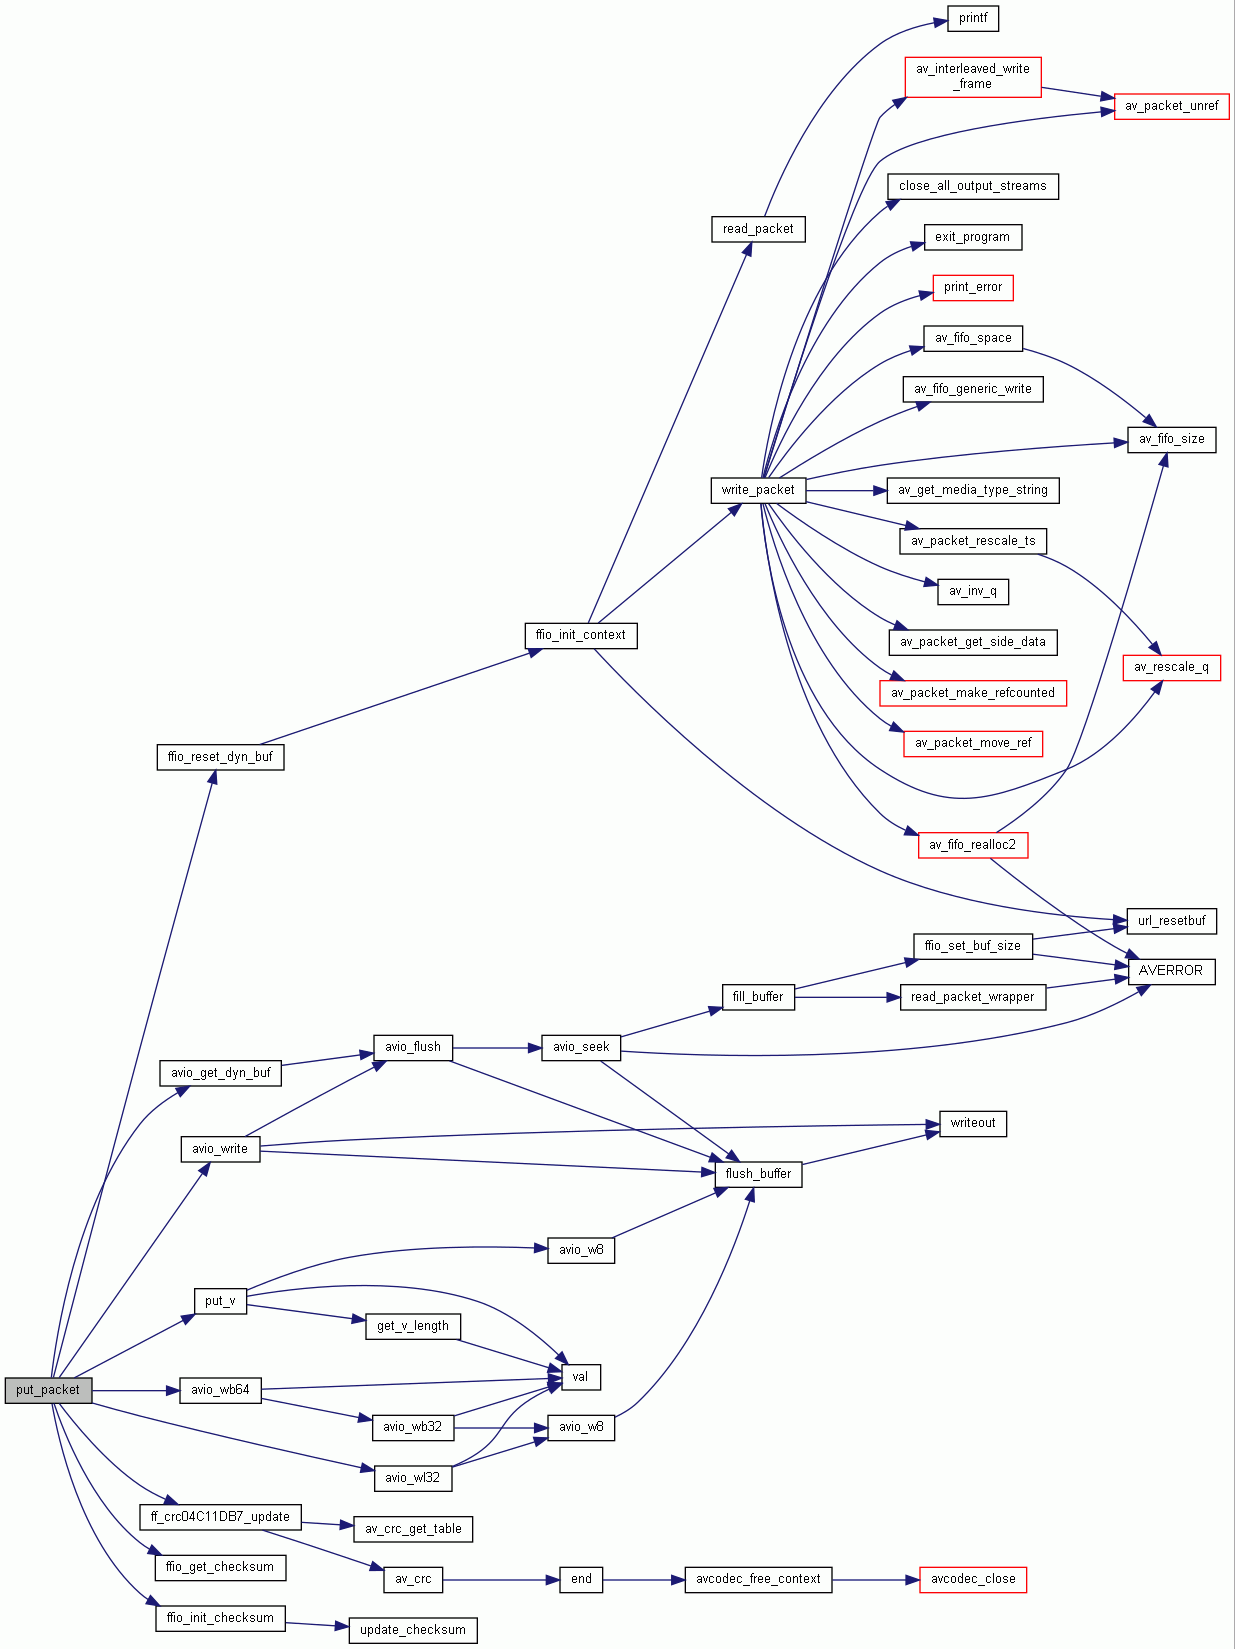 printf
av_interleaved_write
_frame
av_packet_unref
close_all_output_streams
read_packet
exit_program
print_error
av_fifo_space
av_fifo_generic_write
av_fifo_size
write_packet
av_get_media_type_string
av_packet_rescale_ts
av_inv_q
ffio_init_context
av_packet_get_side_data
av_rescale_q
av_packet_make_refcounted
av_packet_move_ref
ffio_reset_dyn_buf
av_fifo_realloc2
url_resetbuf
ffio_set_buf_size
AVERROR
fill_buffer
read_packet_wrapper
avio_flush
avio_seek
avio_get_dyn_buf
writeout
avio_write
flush_buffer
avio_w8
put_v
get_v_length
val
put_packet
avio_wb64
avio_wb32
avio_w8
avio_wl32
ff_crc04C11DB7_update
av_crc_get_table
ffio_get_checksum
av_crc
end
avcodec_free_context
avcodec_close
ffio_init_checksum
update_checksum